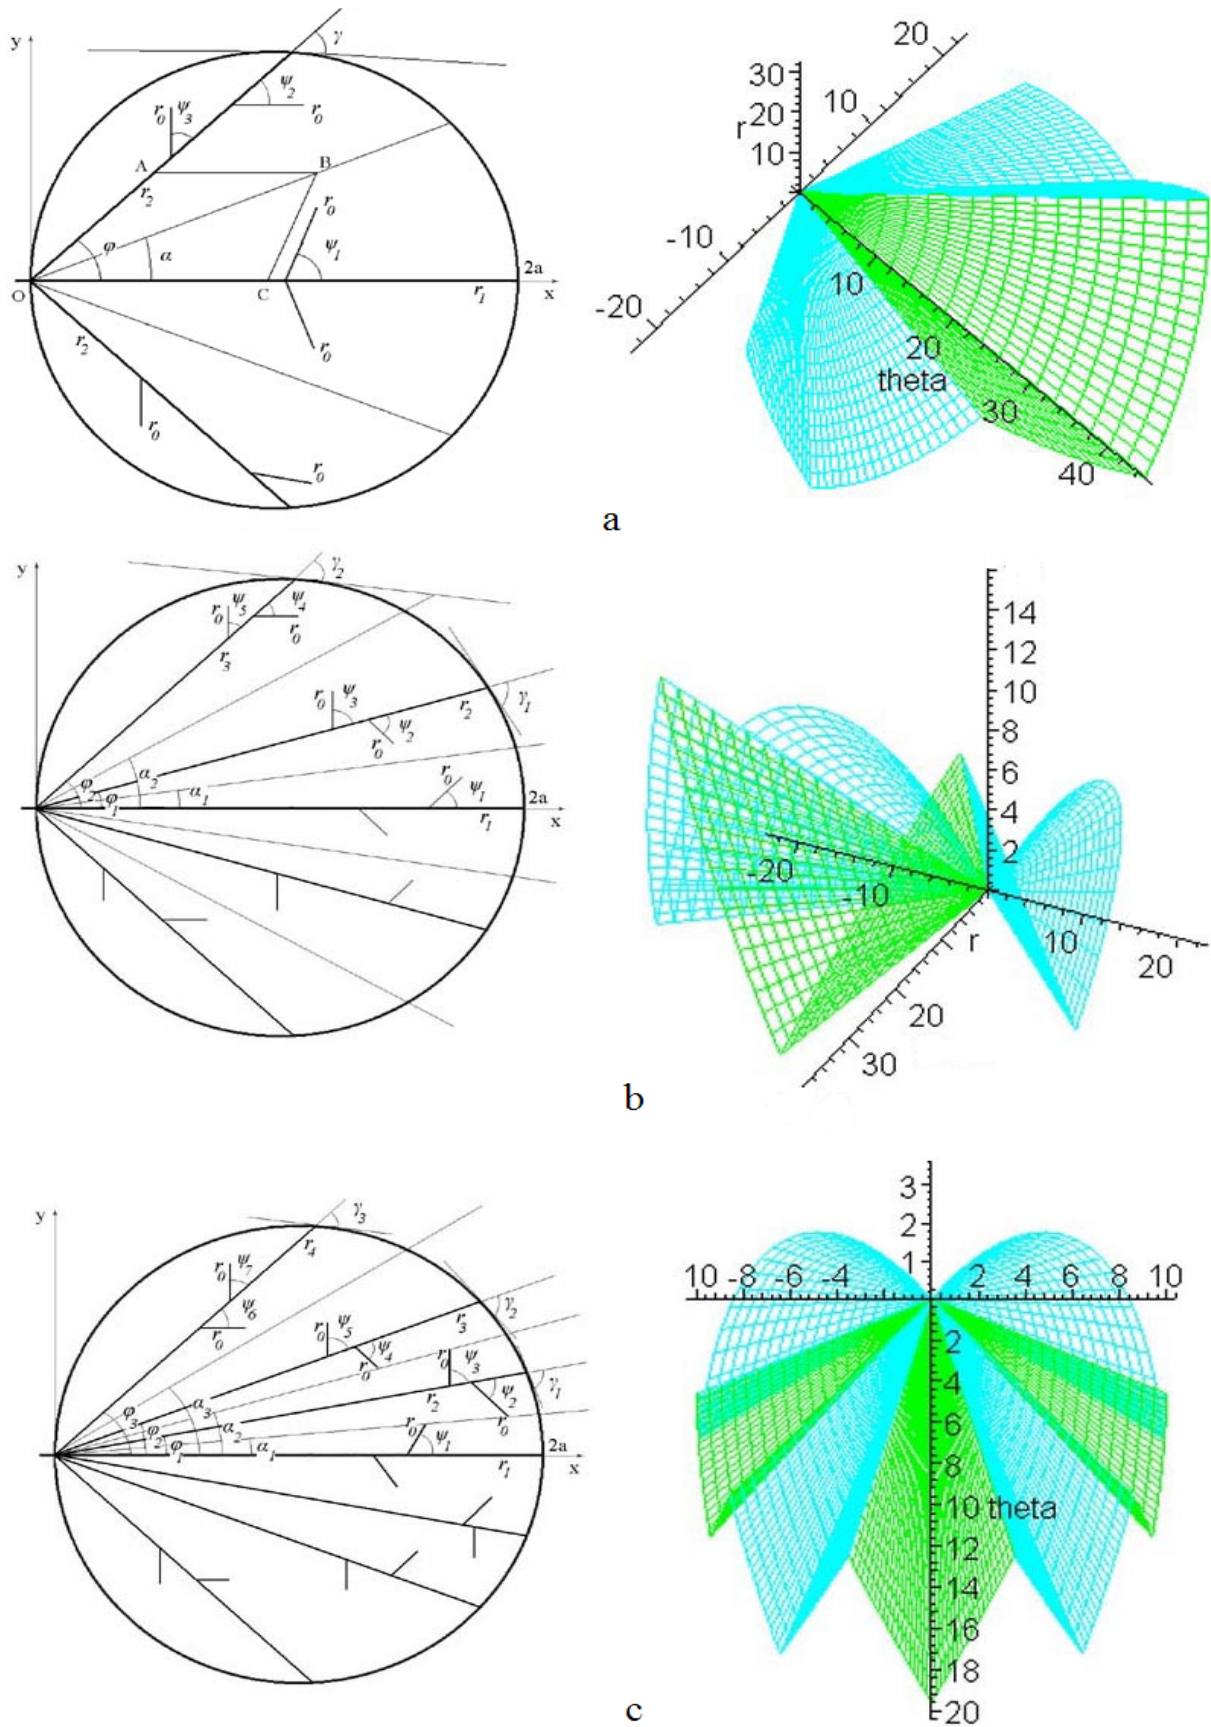 y
γ
ψ₂
r₀
ψ₃
r₀
A
B
r₂
r₀
φ
α
ψ₁
2a
O
C
r₁
x
r₂
r₀
r₀
r₀
20
30
10
20
r
10
-10
10
-20
20
theta
30
40
a
y
γ₂
r₀
ψ₅
ψ₄
r₀
r₃
r₀
ψ₃
r₂
γ₁
ψ₂
r₀
α₂
φ₂
φ₁
α₁
r₀
ψ₁
2a
r₁
x
14
12
10
8
6
4
2
-20
-10
r
10
20
20
30
b
y
γ₃
r₄
r₀
ψ₇
ψ₆
r₀
r₀
ψ₅
ψ₄
r₀
r₃
γ₂
r₀
ψ₃
ψ₂
r₀
γ₁
r₂
φ₃
φ₂
φ₁
α₃
α₂
α₁
r₀
ψ₁
2a
r₁
x
3
2
1
10 -8 -6 -4 2 4 6 8 10
2
4
6
8
10 theta
12
14
16
18
20
c